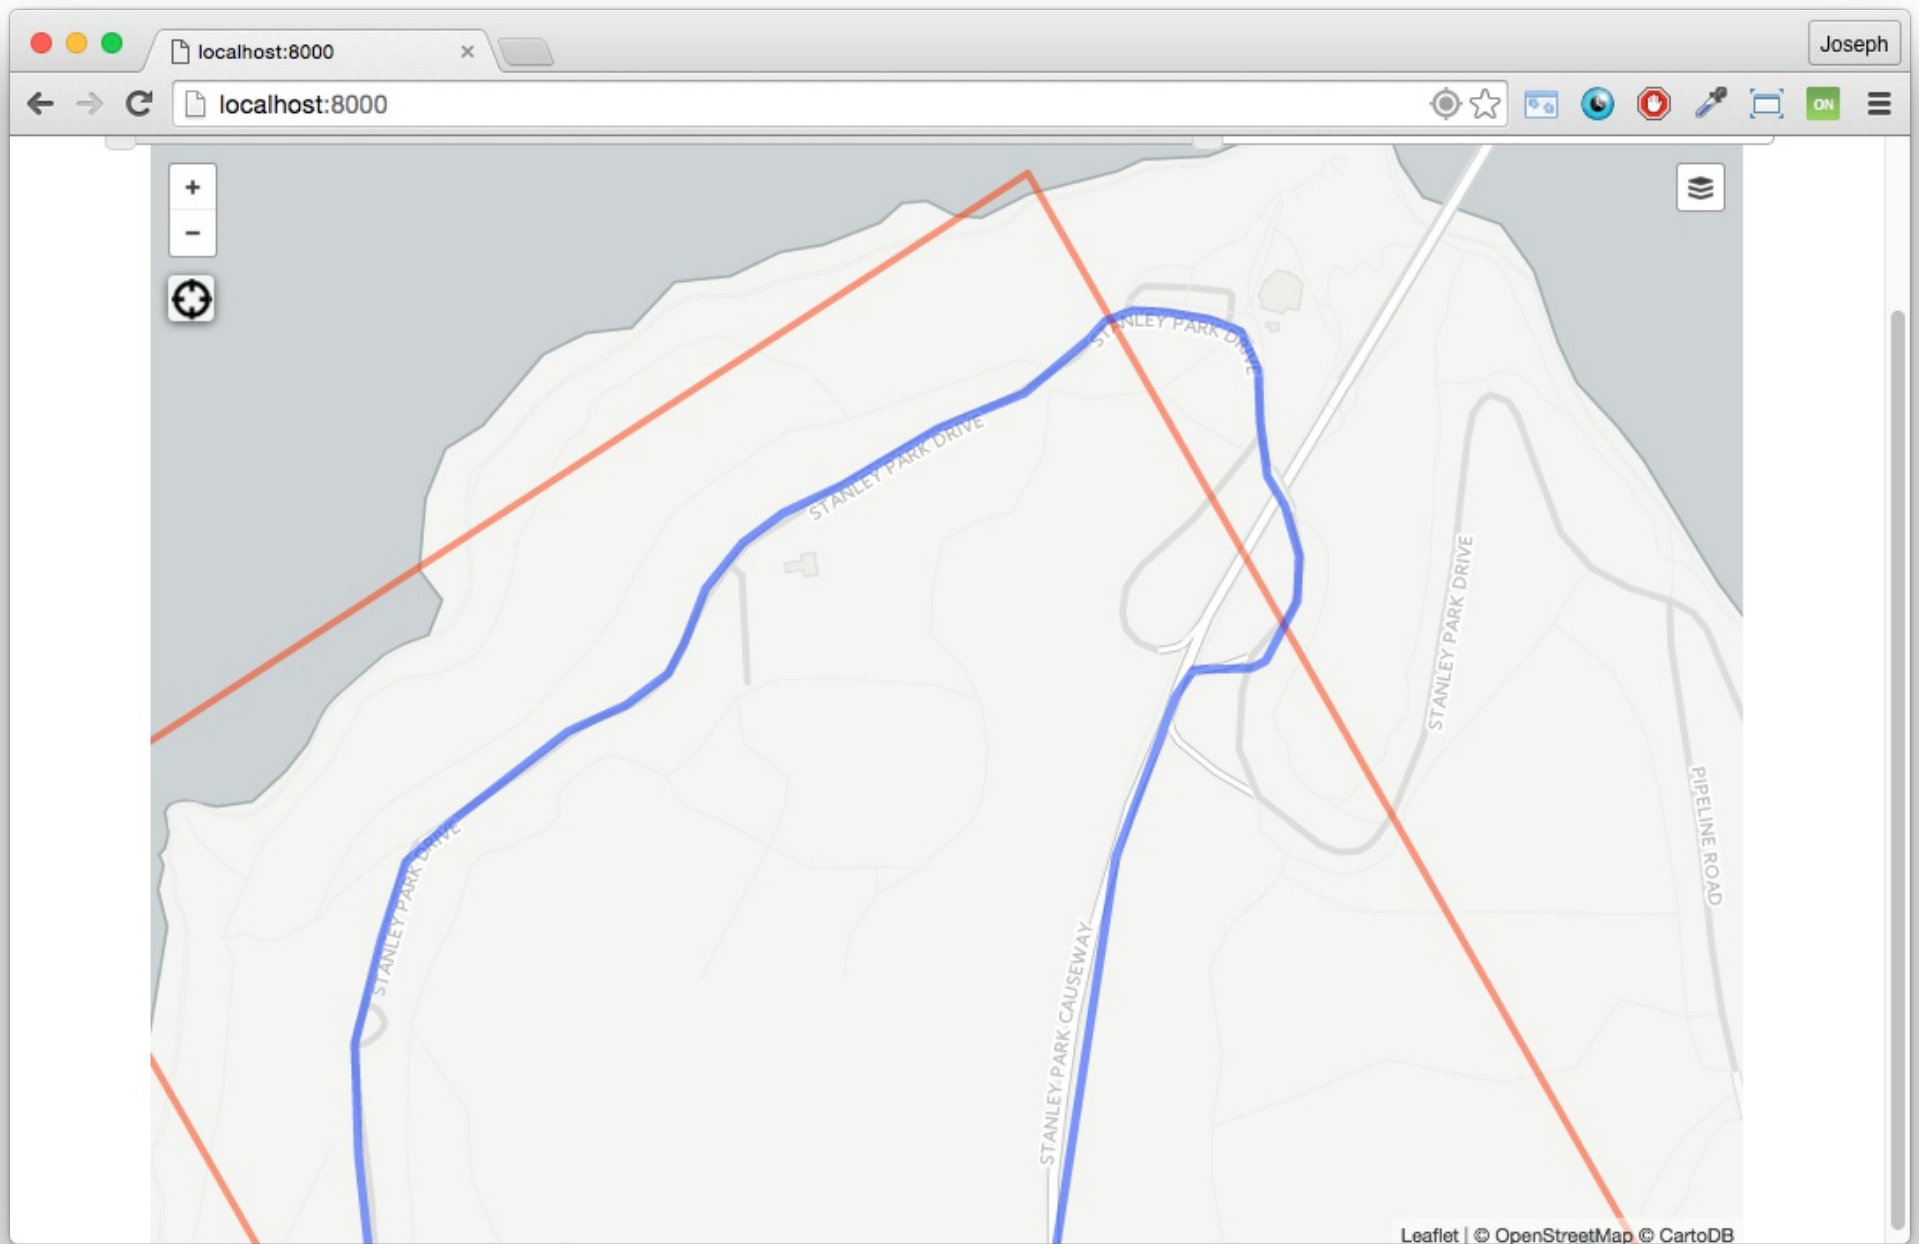 localhost:8000
Joseph
localhost:8000
ON
+
−
STANLEY PARK DRIVE
STANLEY PARK DRIVE
STANLEY PARK DRIVE
STANLEY PARK DRIVE
PIPELINE ROAD
STANLEY PARK CAUSEWAY
Leaflet | © OpenStreetMap © CartoDB